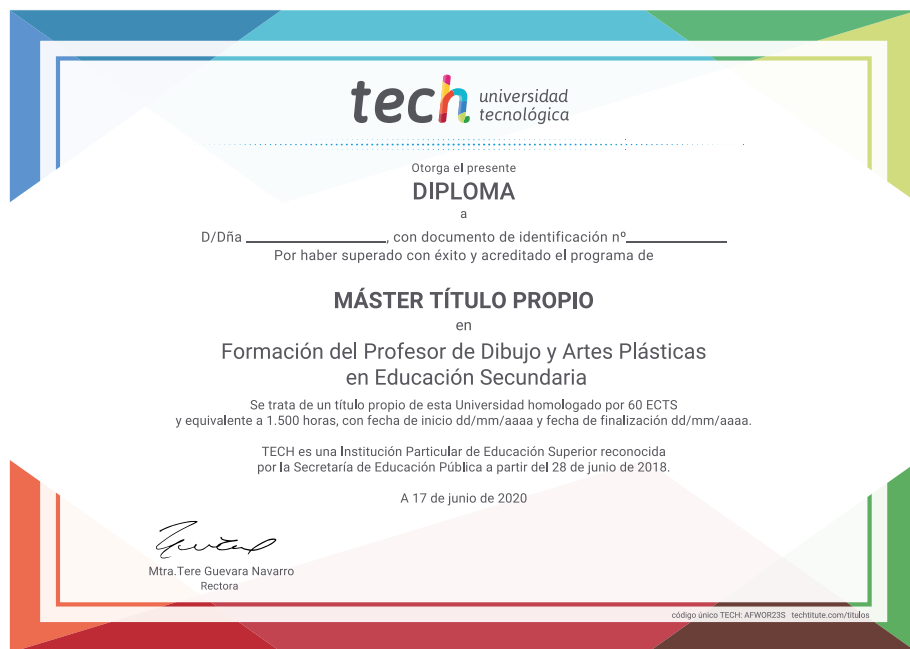 tech universidad
tecnológica
Otorga el presente
DIPLOMA
a
D/Dña ____________, con documento de identificación nº____________
Por haber superado con éxito y acreditado el programa de
MÁSTER TÍTULO PROPIO
en
Formación del Profesor de Dibujo y Artes Plásticas
en Educación Secundaria
Se trata de un título propio de esta Universidad homologado por 60 ECTS
y equivalente a 1.500 horas, con fecha de inicio dd/mm/aaaa y fecha de finalización dd/mm/aaaa.
TECH es una Institución Particular de Educación Superior reconocida
por la Secretaría de Educación Pública a partir del 28 de junio de 2018.
A 17 de junio de 2020
Mtra.Tere Guevara Navarro
Rectora
código único TECH: AFWOR23S techtitute.com/titulos